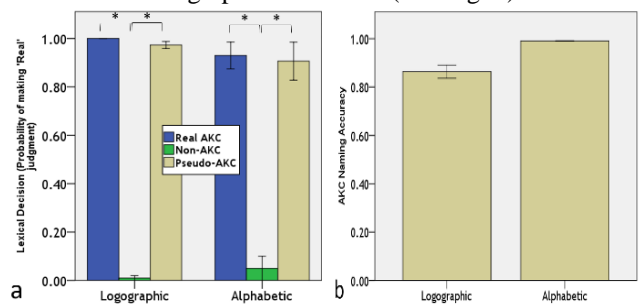 * * * *
1.00
0.80
0.60
0.40
0.20
0.00
Lexical Decision (Probability of making 'Real'
judgment)
Real AKC
Non-AKC
Pseudo-AKC
Logographic Alphabetic
a
1.00
0.80
0.60
0.40
0.20
0.00
AKC Naming Accuracy
Logographic Alphabetic
b